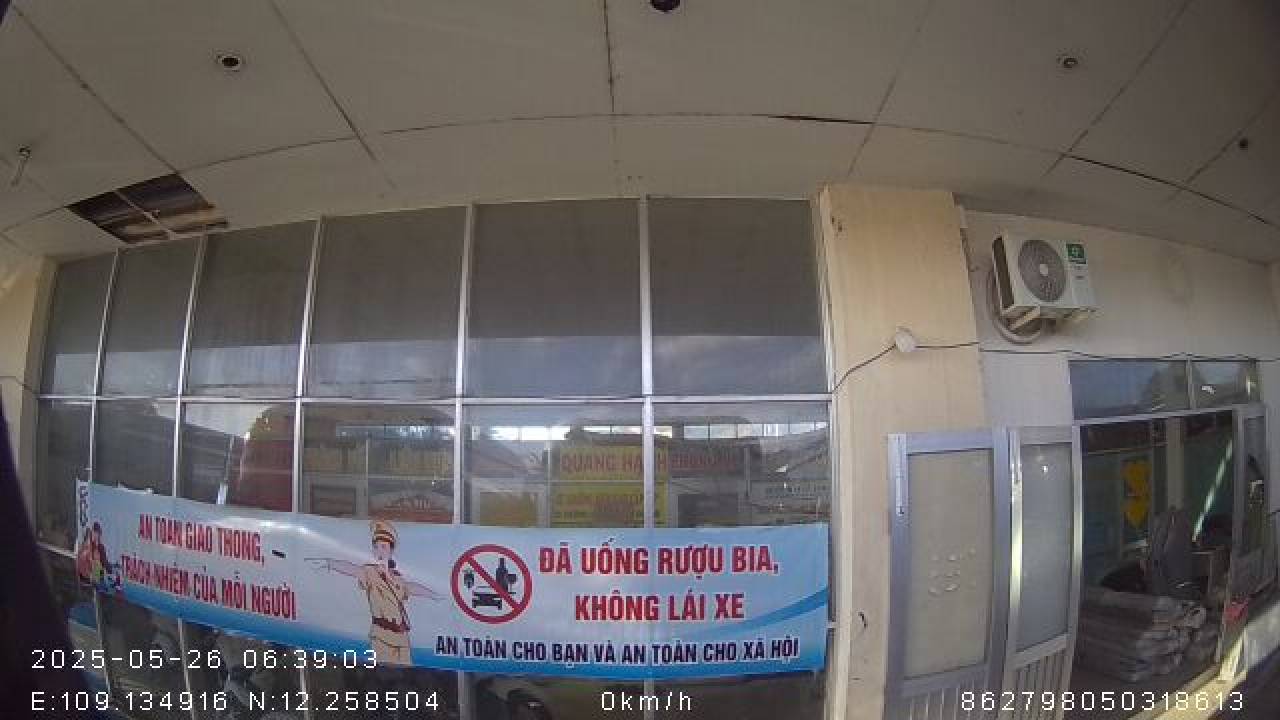 QUANG HẠNH
AN TOÀN GIAO THÔNG,
TRÁCH NHIỆM CỦA MỖI NGƯỜI
ĐÃ UỐNG RƯỢU BIA,
KHÔNG LÁI XE
AN TOÀN CHO BẠN VÀ AN TOÀN CHO XÃ HỘI
2025-05-26 06:39:03
E:109.134916 N:12.258504 0km/h 862798050318613